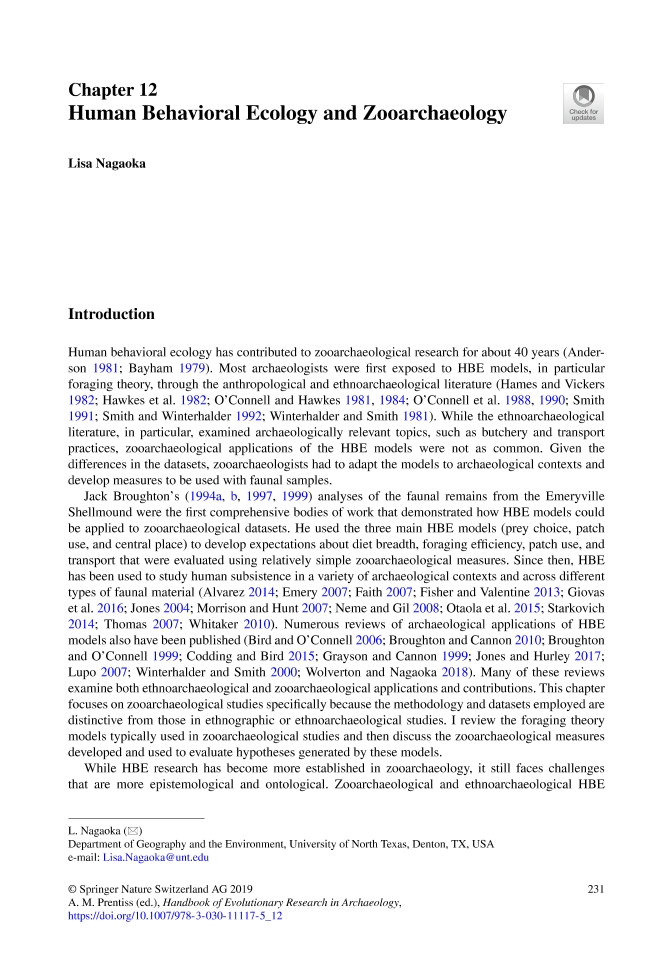 Chapter 12
Human Behavioral Ecology and Zooarchaeology
Check for
updates
Lisa Nagaoka
Introduction
Human behavioral ecology has contributed to zooarchaeological research for about 40 years (Ander-
son 1981; Bayham 1979). Most archaeologists were first exposed to HBE models, in particular
foraging theory, through the anthropological and ethnoarchaeological literature (Hames and Vickers
1982; Hawkes et al. 1982; O’Connell and Hawkes 1981, 1984; O’Connell et al. 1988, 1990; Smith
1991; Smith and Winterhalder 1992; Winterhalder and Smith 1981). While the ethnoarchaeological
literature, in particular, examined archaeologically relevant topics, such as butchery and transport
practices, zooarchaeological applications of the HBE models were not as common. Given the
differences in the datasets, zooarchaeologists had to adapt the models to archaeological contexts and
develop measures to be used with faunal samples.
Jack Broughton’s (1994a, b, 1997, 1999) analyses of the faunal remains from the Emeryville
Shellmound were the first comprehensive bodies of work that demonstrated how HBE models could
be applied to zooarchaeological datasets. He used the three main HBE models (prey choice, patch
use, and central place) to develop expectations about diet breadth, foraging efficiency, patch use, and
transport that were evaluated using relatively simple zooarchaeological measures. Since then, HBE
has been used to study human subsistence in a variety of archaeological contexts and across different
types of faunal material (Alvarez 2014; Emery 2007; Faith 2007; Fisher and Valentine 2013; Giovas
et al. 2016; Jones 2004; Morrison and Hunt 2007; Neme and Gil 2008; Otaola et al. 2015; Starkovich
2014; Thomas 2007; Whitaker 2010). Numerous reviews of archaeological applications of HBE
models also have been published (Bird and O’Connell 2006; Broughton and Cannon 2010; Broughton
and O’Connell 1999; Codding and Bird 2015; Grayson and Cannon 1999; Jones and Hurley 2017;
Lupo 2007; Winterhalder and Smith 2000; Wolverton and Nagaoka 2018). Many of these reviews
examine both ethnoarchaeological and zooarchaeological applications and contributions. This chapter
focuses on zooarchaeological studies specifically because the methodology and datasets employed are
distinctive from those in ethnographic or ethnoarchaeological studies. I review the foraging theory
models typically used in zooarchaeological studies and then discuss the zooarchaeological measures
developed and used to evaluate hypotheses generated by these models.
While HBE research has become more established in zooarchaeology, it still faces challenges
that are more epistemological and ontological. Zooarchaeological and ethnoarchaeological HBE
L. Nagaoka (✉)
Department of Geography and the Environment, University of North Texas, Denton, TX, USA
e-mail: Lisa.Nagaoka@unt.edu
© Springer Nature Switzerland AG 2019 231
A. M. Prentiss (ed.), Handbook of Evolutionary Research in Archaeology,
https://doi.org/10.1007/978-3-030-11117-5_12